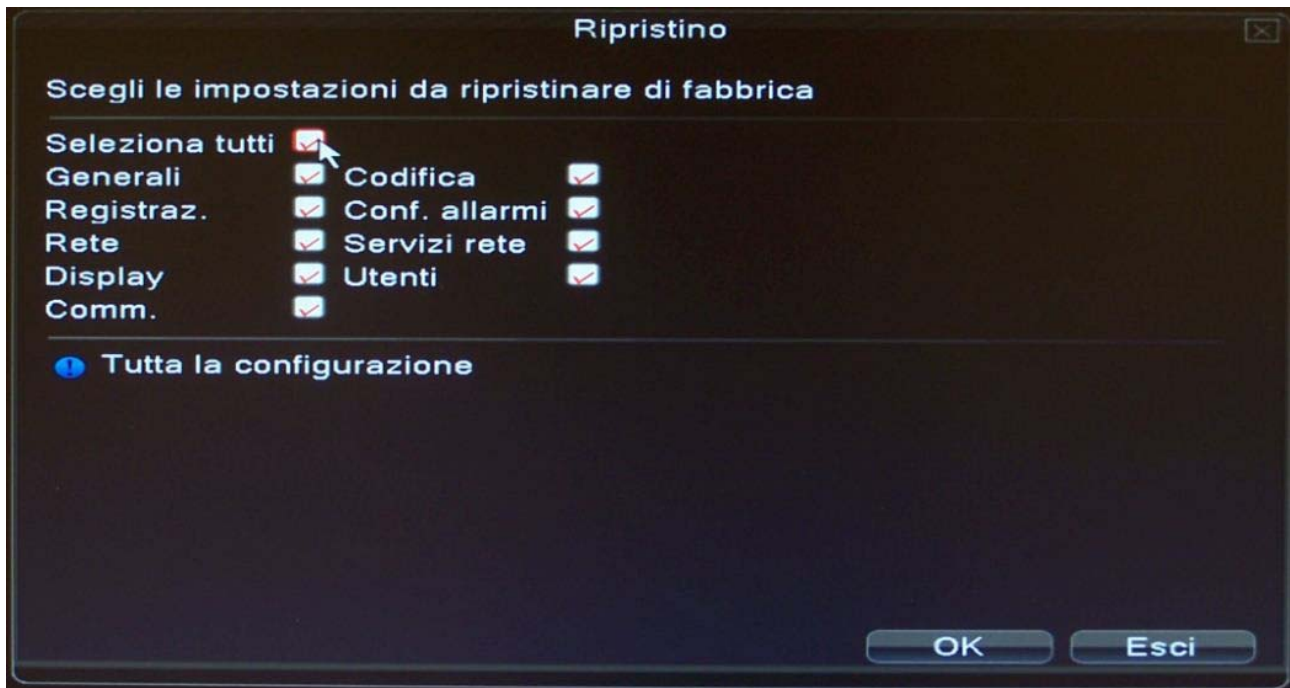 Ripristino
Scegli le impostazioni da ripristinare di fabbrica
Seleziona tutti
Generali Codifica
Registraz. Conf. allarmi
Rete Servizi rete
Display Utenti
Comm.
Tutta la configurazione
OK Esci